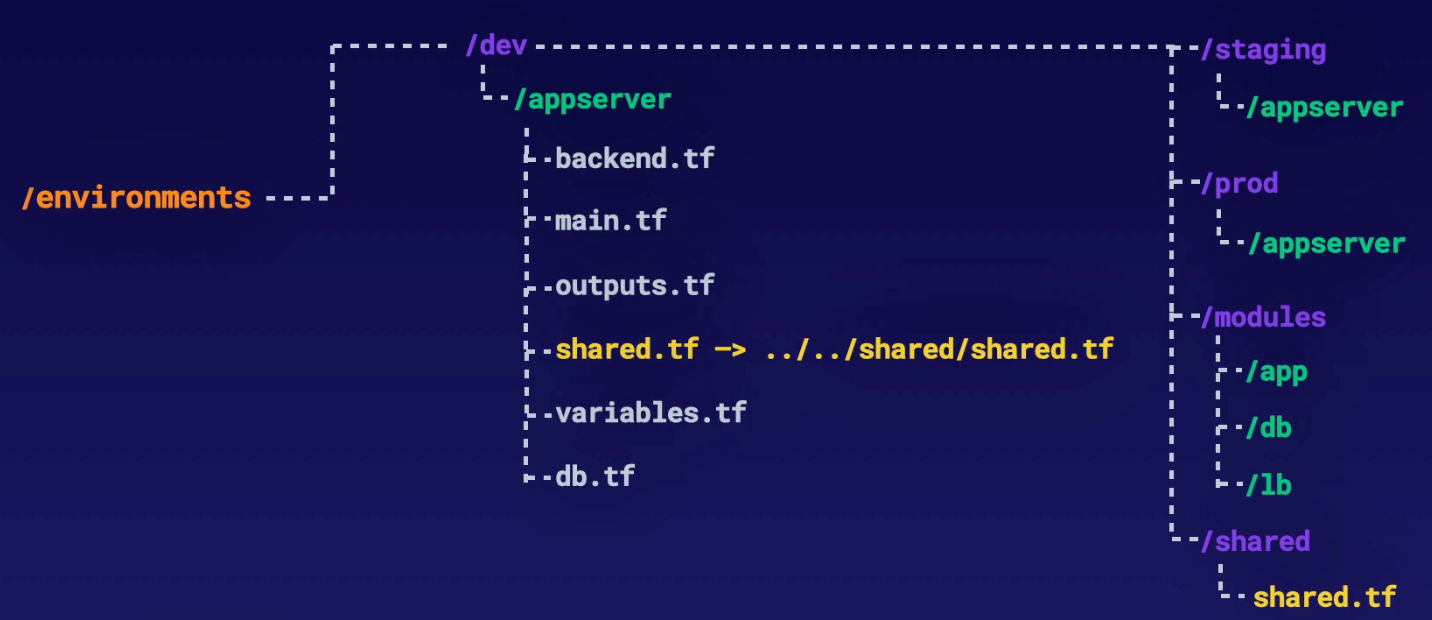 /environments
/dev
/appserver
backend.tf
main.tf
outputs.tf
shared.tf —> ../../shared/shared.tf
variables.tf
db.tf
/staging
/appserver
/prod
/appserver
/modules
/app
/db
/lb
/shared
shared.tf